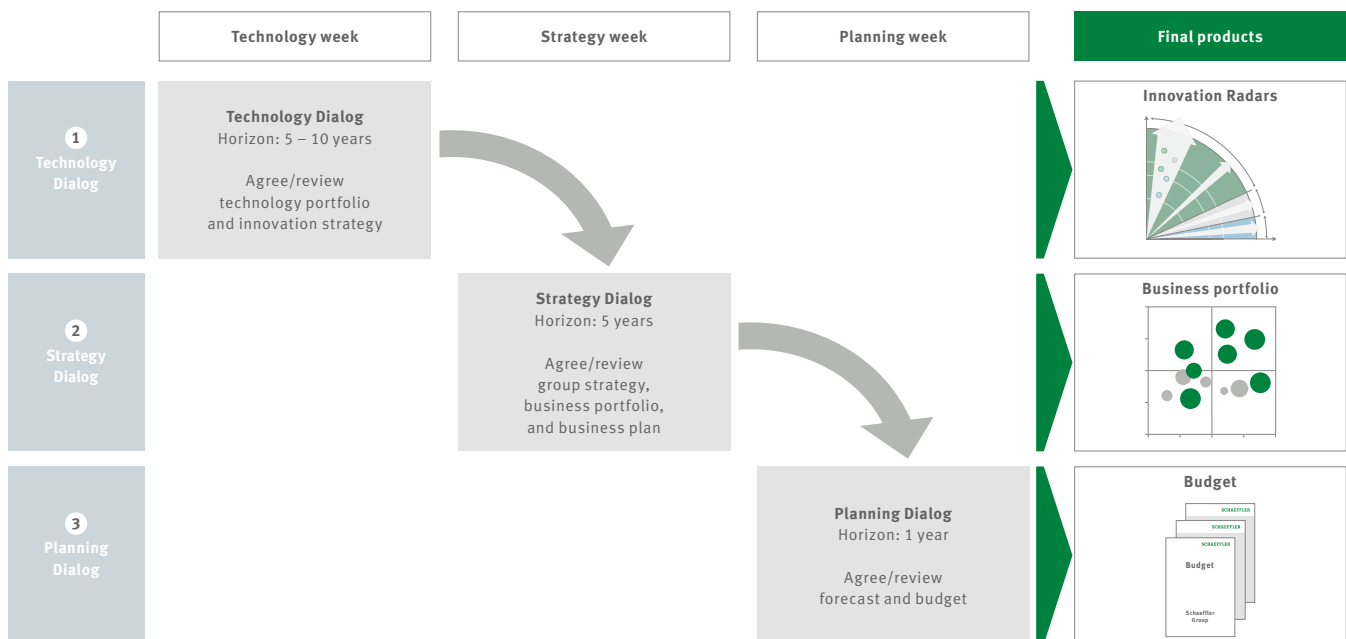 Technology week
Strategy week
Planning week
Final products
1
Technology
Dialog
Technology Dialog
Horizon: 5 – 10 years
Agree/review
technology portfolio
and innovation strategy
Innovation Radars
2
Strategy
Dialog
Strategy Dialog
Horizon: 5 years
Agree/review
group strategy,
business portfolio,
and business plan
Business portfolio
3
Planning
Dialog
Planning Dialog
Horizon: 1 year
Agree/review
forecast and budget
Budget
SCHAEFFLER
SCHAEFFLER
SCHAEFFLER
Budget
Schaeffler
Group